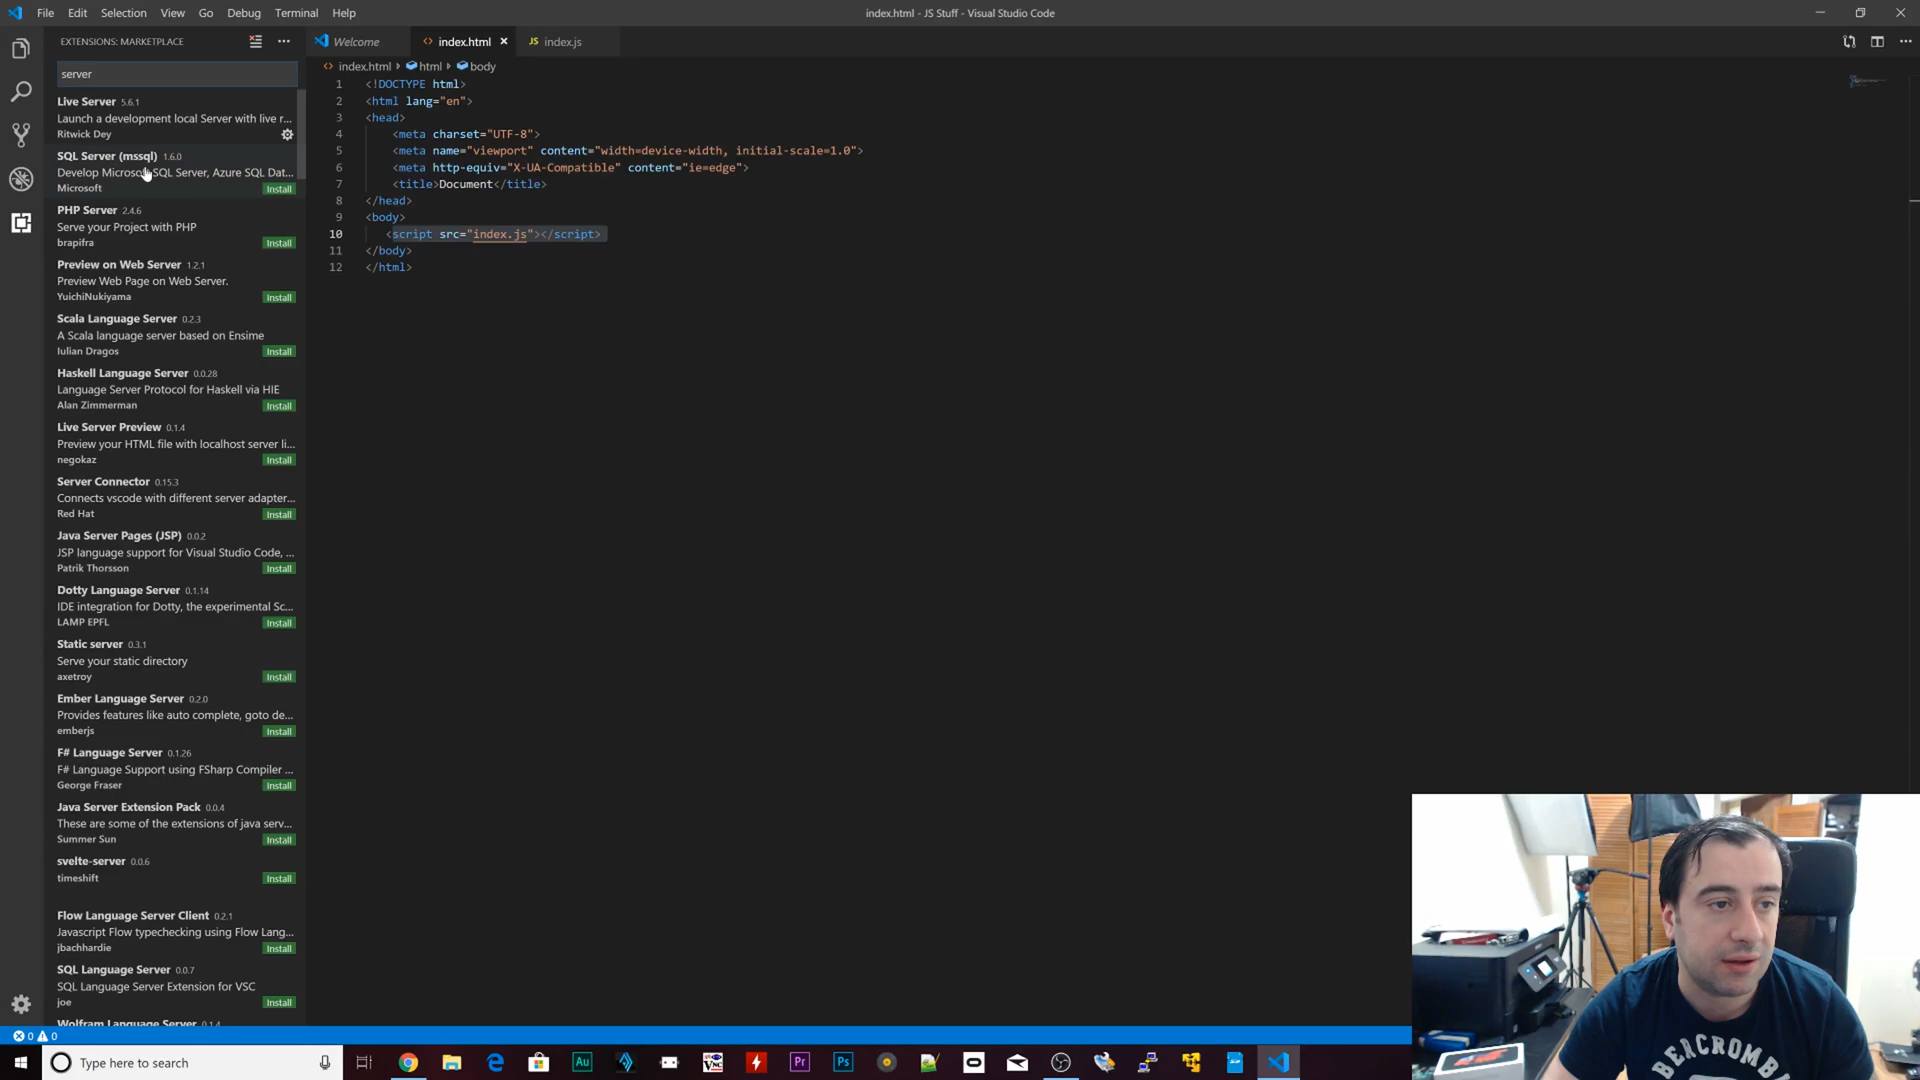 File Edit Selection View Go Debug Terminal Help
index.html - JS Stuff - Visual Studio Code
EXTENSIONS: MARKETPLACE
server
Live Server 5.6.1
Launch a development local Server with live r...
Ritwick Dey
SQL Server (mssql) 1.6.0
Develop Microsoft SQL Server, Azure SQL Dat...
Microsoft Install
PHP Server 2.4.6
Serve your Project with PHP
brapifra Install
Preview on Web Server 1.2.1
Preview Web Page on Web Server.
YuichiNukiyama Install
Scala Language Server 0.2.3
A Scala language server based on Ensime
Iulian Dragos Install
Haskell Language Server 0.0.28
Language Server Protocol for Haskell via HIE
Alan Zimmerman Install
Live Server Preview 0.1.4
Preview your HTML file with localhost server li...
negokaz Install
Server Connector 0.15.3
Connects vscode with different server adapter...
Red Hat Install
Java Server Pages (JSP) 0.0.2
JSP language support for Visual Studio Code, ...
Patrik Thorsson Install
Dotty Language Server 0.1.14
IDE integration for Dotty, the experimental Sc...
LAMP EPFL Install
Static server 0.3.1
Serve your static directory
axetroy Install
Ember Language Server 0.2.0
Provides features like auto complete, goto de...
emberjs Install
F# Language Server 0.1.26
F# Language Support using FSharp Compiler ...
George Fraser Install
Java Server Extension Pack 0.0.4
These are some of the extensions of java serv...
Summer Sun Install
svelte-server 0.0.6
timeshift Install
Flow Language Server Client 0.2.1
Javascript Flow typechecking using Flow Lang...
jbachhardie Install
SQL Language Server 0.0.7
SQL Language Server Extension for VSC
joe Install
Wolfram Language Server 0.1.4
Welcome index.html JS index.js
index.html html body
1 <!DOCTYPE html>
2 <html lang="en">
3 <head>
4 <meta charset="UTF-8">
5 <meta name="viewport" content="width=device-width, initial-scale=1.0">
6 <meta http-equiv="X-UA-Compatible" content="ie=edge">
7 <title>Document</title>
8 </head>
9 <body>
10 <script src="index.js"></script>
11 </body>
12 </html>
0 0
Type here to search
Au Pr Ps
ABERCROMB